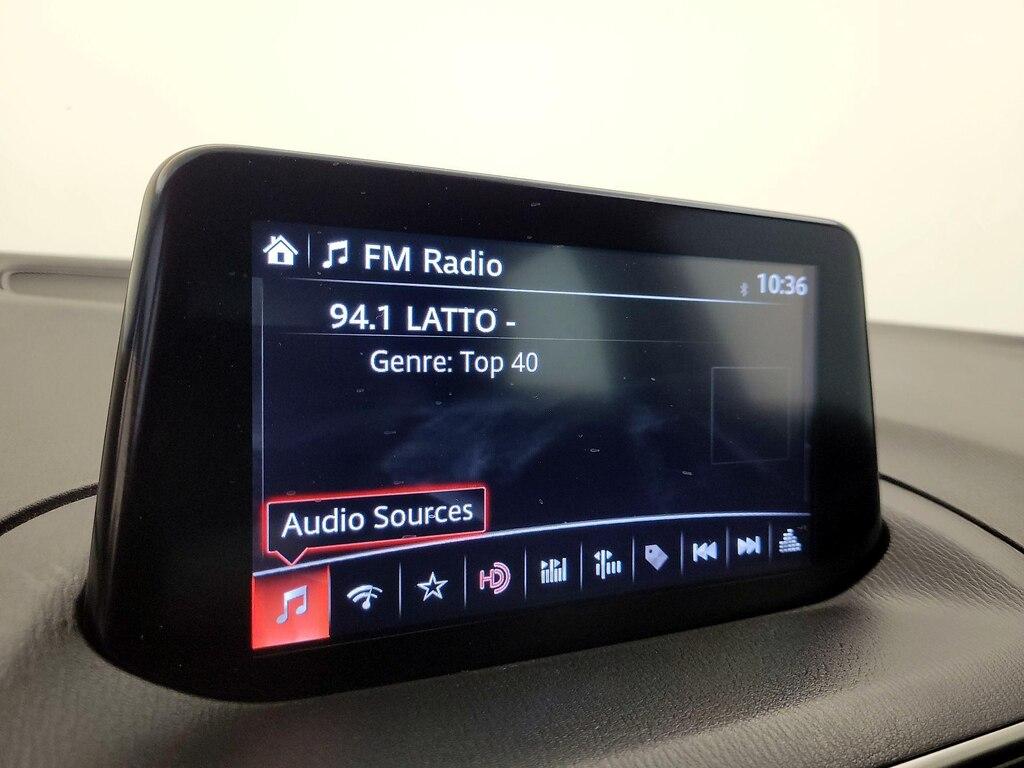 FM Radio
10:36
94.1 LATTO -
Genre: Top 40
Audio Sources
HD